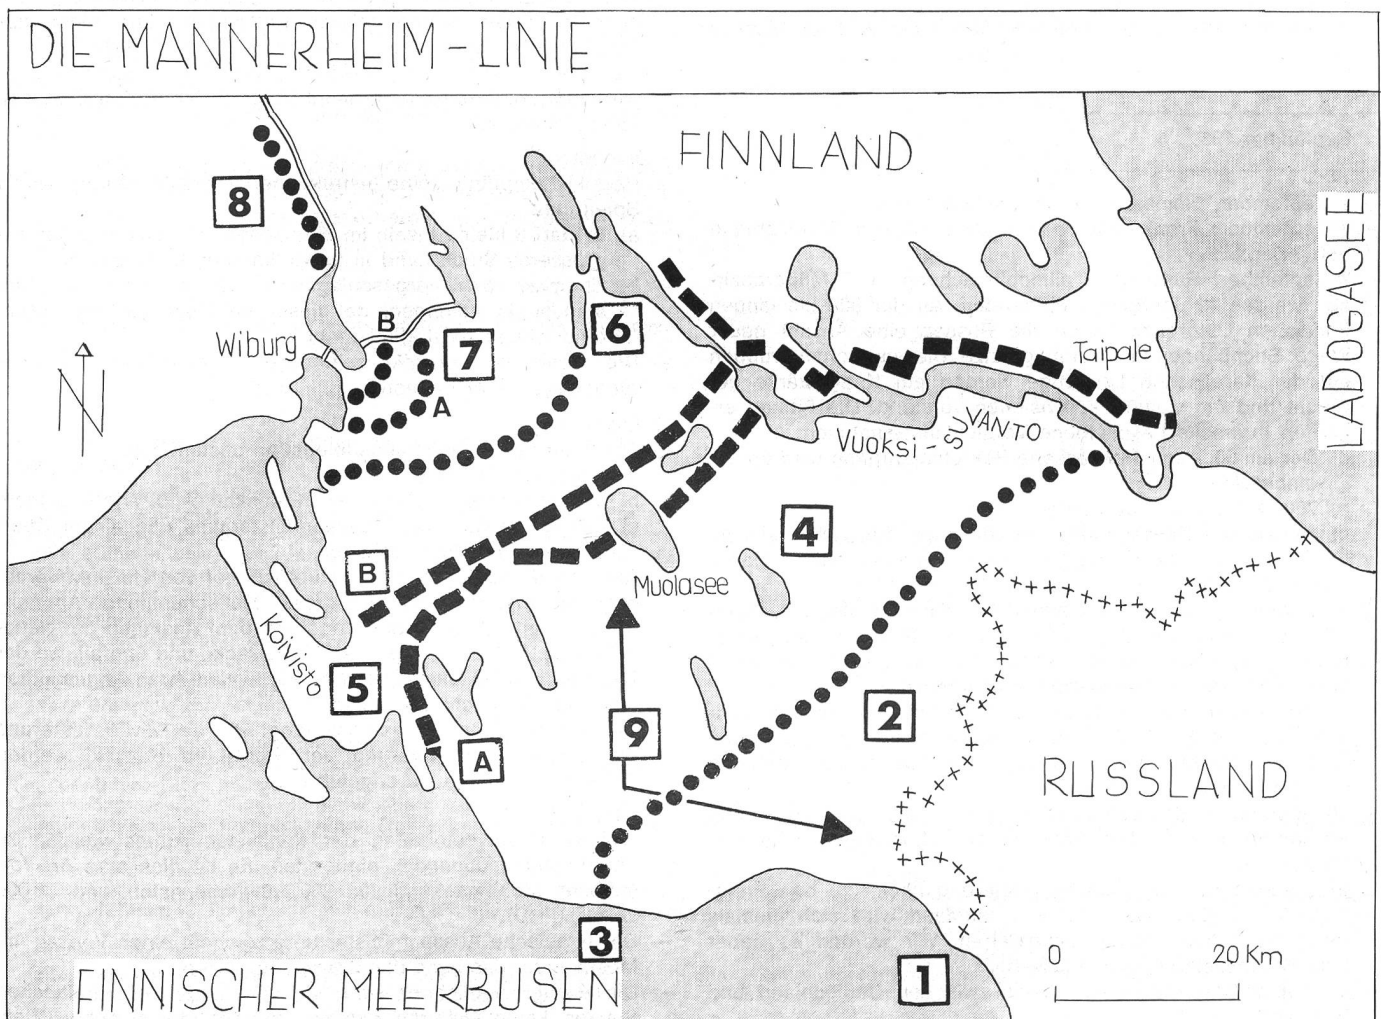 DIE MANNERHEIM-LINIE
FINNLAND
8
LADOGASEE
B
6
Wiburg
7
Taipale
N
A
Vuoksi
SUVANTO
4
B
Muolasee
Koivisto
5
2
9
A
RUSSLAND
3
0 20 Km
1
FINNISCHER MEERBUSEN